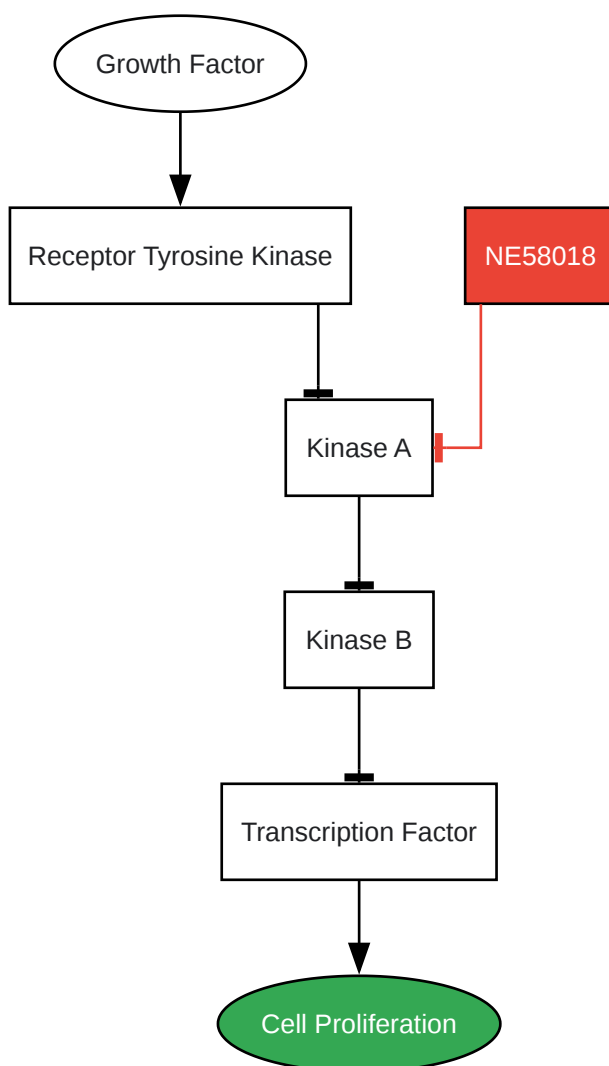 Growth Factor
Receptor Tyrosine Kinase
NE58018
Kinase A
Kinase B
Transcription Factor
Cell Proliferation